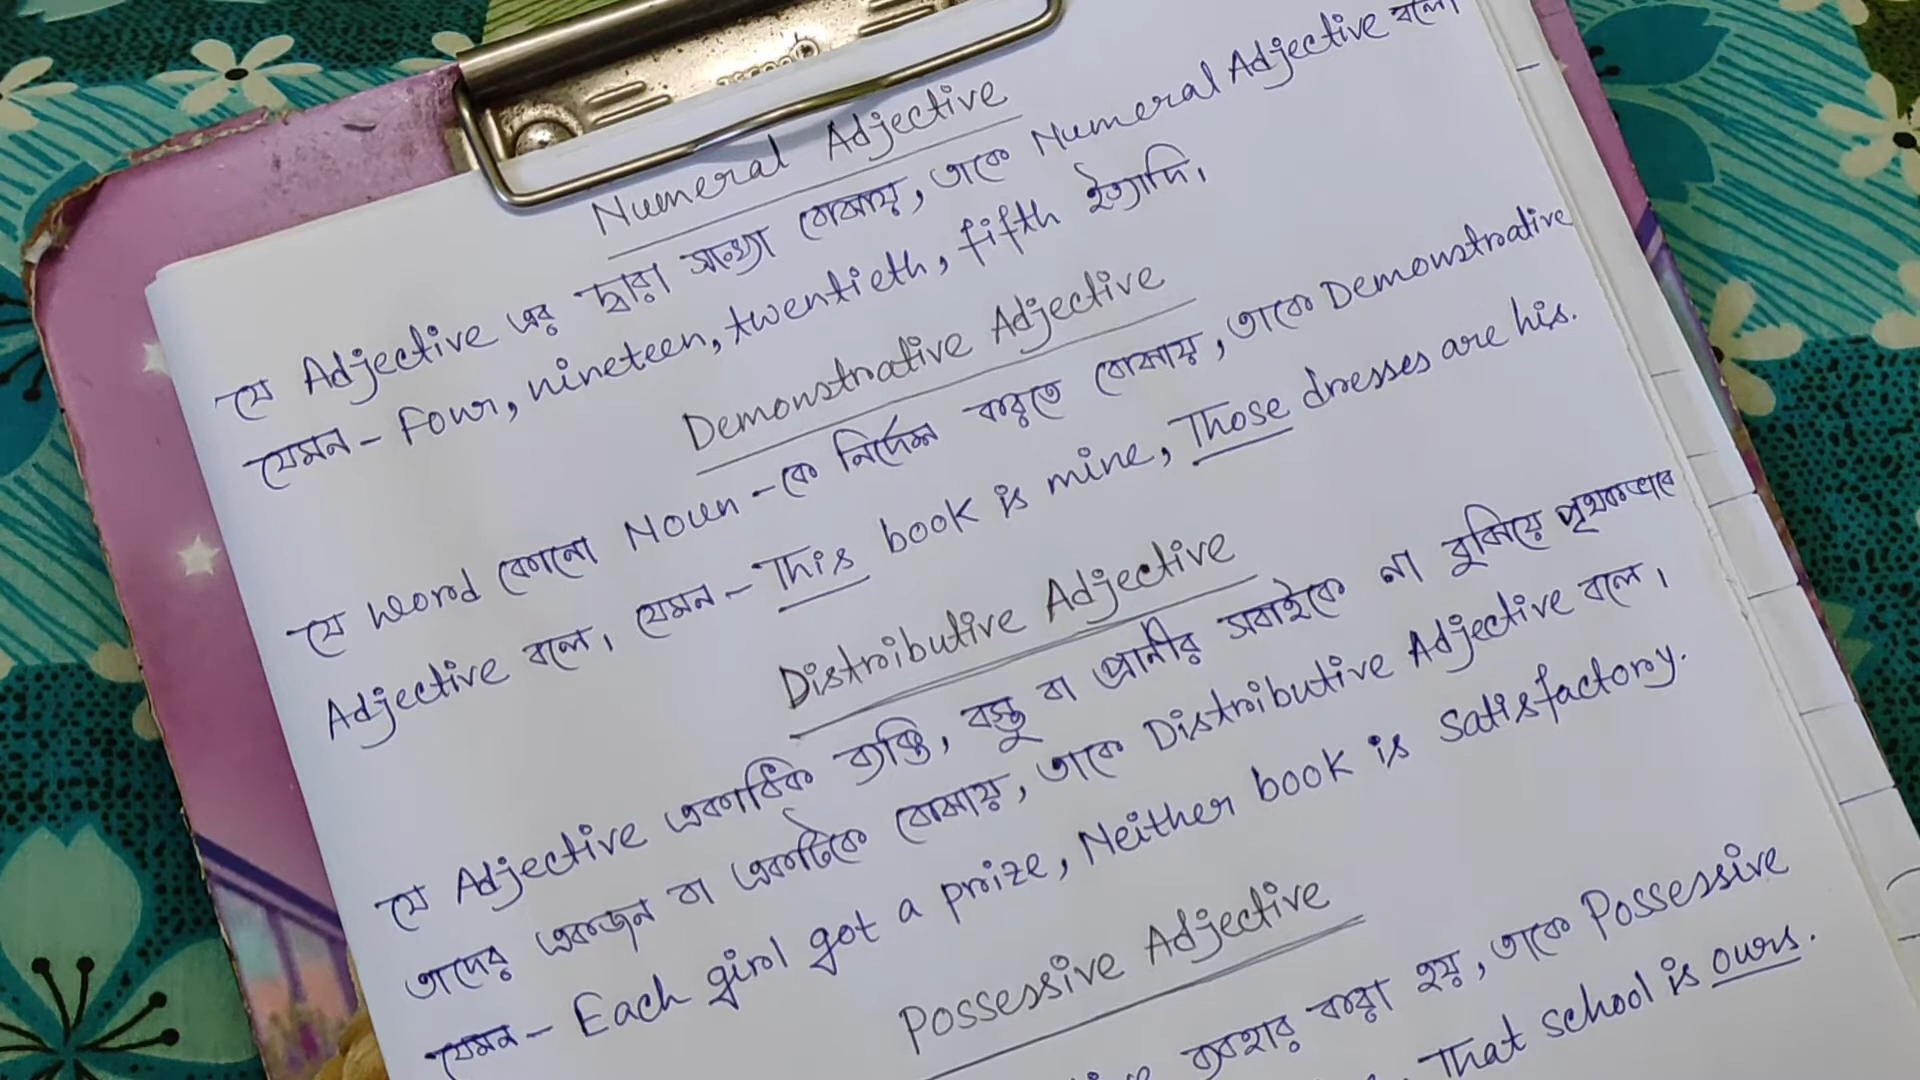 Numeral Adjective
যে Adjective এর দ্বারা সংখ্যা বোঝায়, তাকে Numeral Adjective বলে।
যেমন - Four, nineteen, twentieth, fifth ইত্যাদি।
Demonstrative Adjective
যে word কোনো Noun - কে নির্দেশ করতে বোঝায়, তাকে Demonstrative
Adjective বলে। যেমন - This book is mine, Those dresses are his.
Distributive Adjective
যে Adjective একাধিক ব্যক্তি, বস্তু বা প্রানীর সবাইকে না বুঝিয়ে পৃথকভাবে
তাদের একজন বা একটিকে বোঝায়, তাকে Distributive Adjective বলে।
যেমন - Each girl got a prize, Neither book is satisfactory.
Possessive Adjective
ব্যবহার করা হয়, তাকে Possessive
That school is ours.